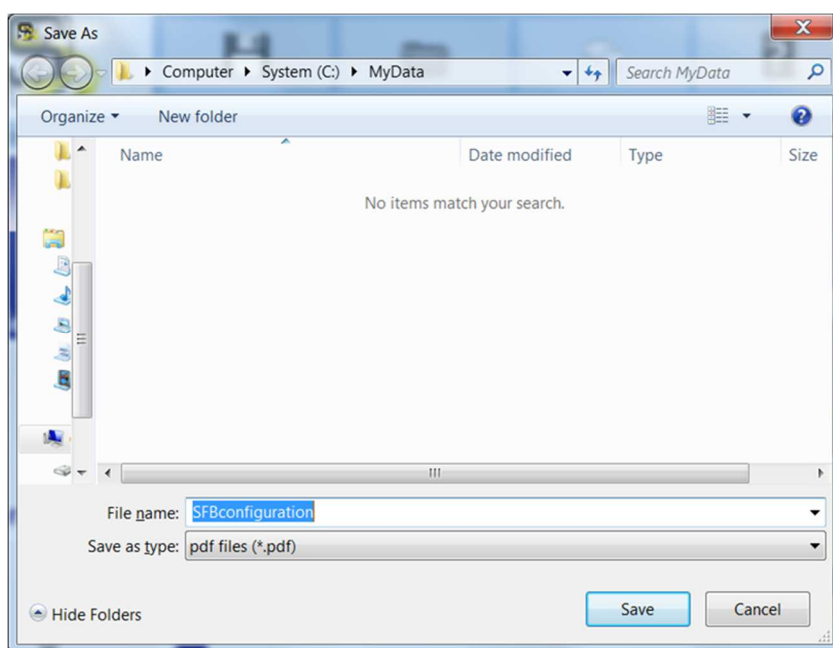 Save As
Computer System (C:) MyData Search MyData
Organize New folder
Name Date modified Type Size
No items match your search.
File name: SFBconfiguration
Save as type: pdf files (*.pdf)
Hide Folders Save Cancel